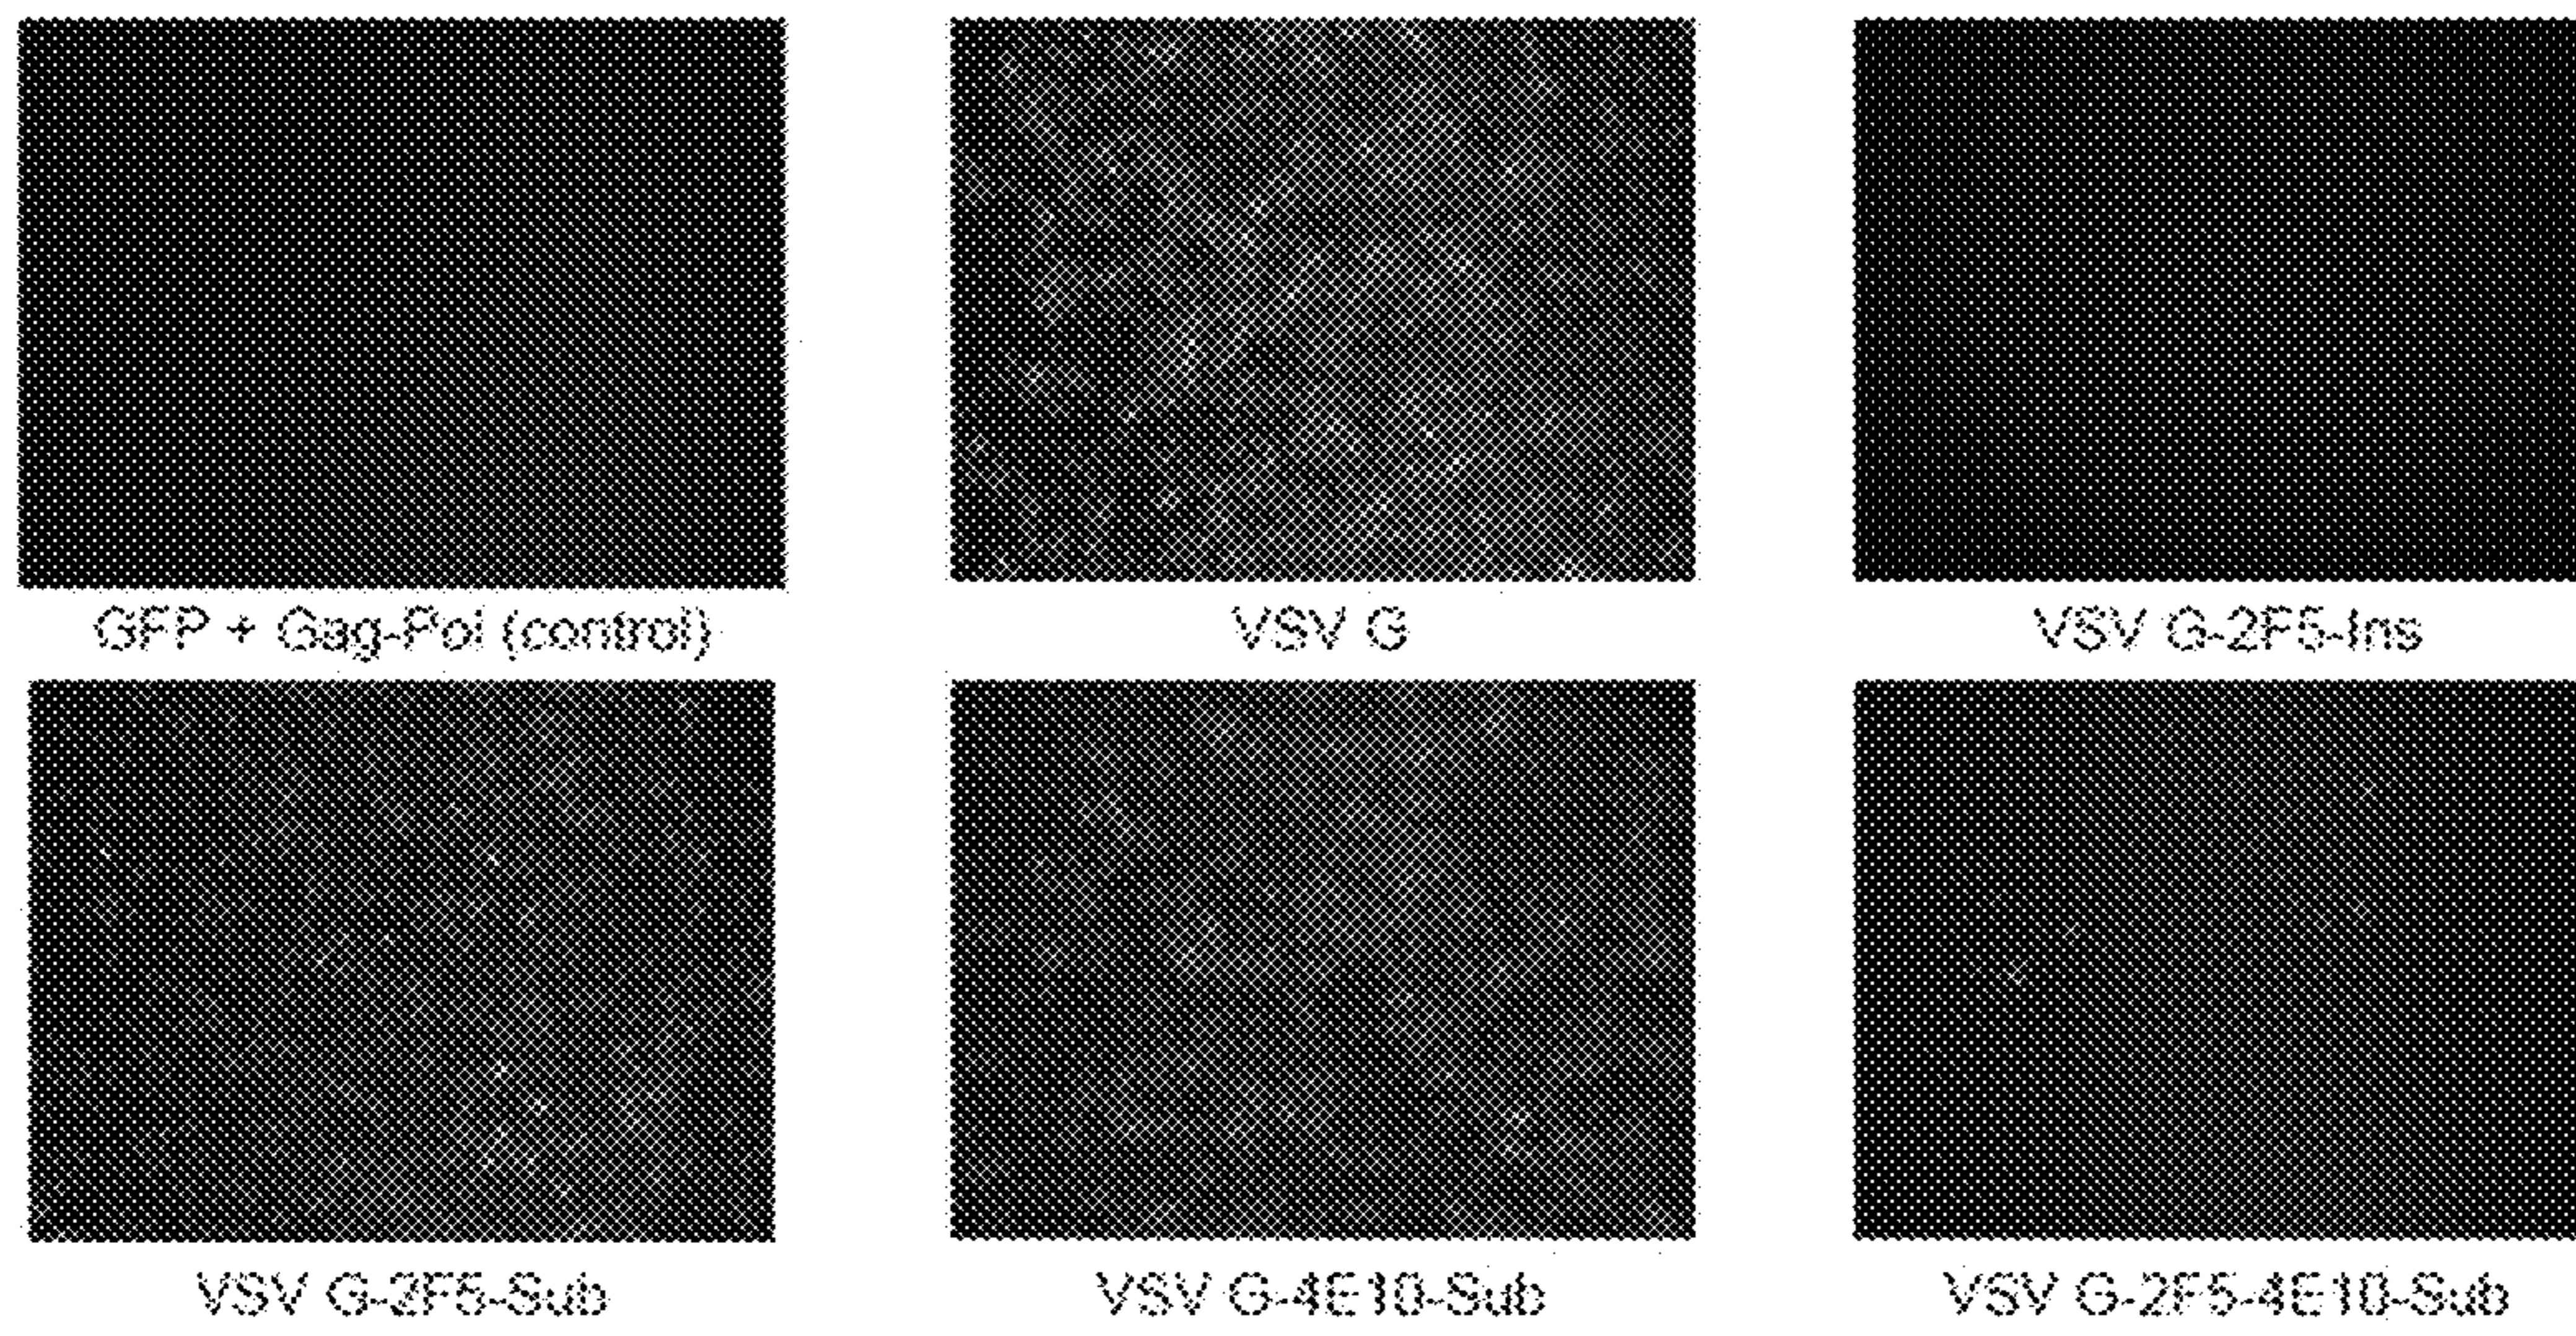 GFP + Gag-Pol (control)
VSV G
VSV G-2F5-Ins
VSV G-2F5-Sub
VSV G-4E10-Sub
VSV G-2F5-4E10-Sub